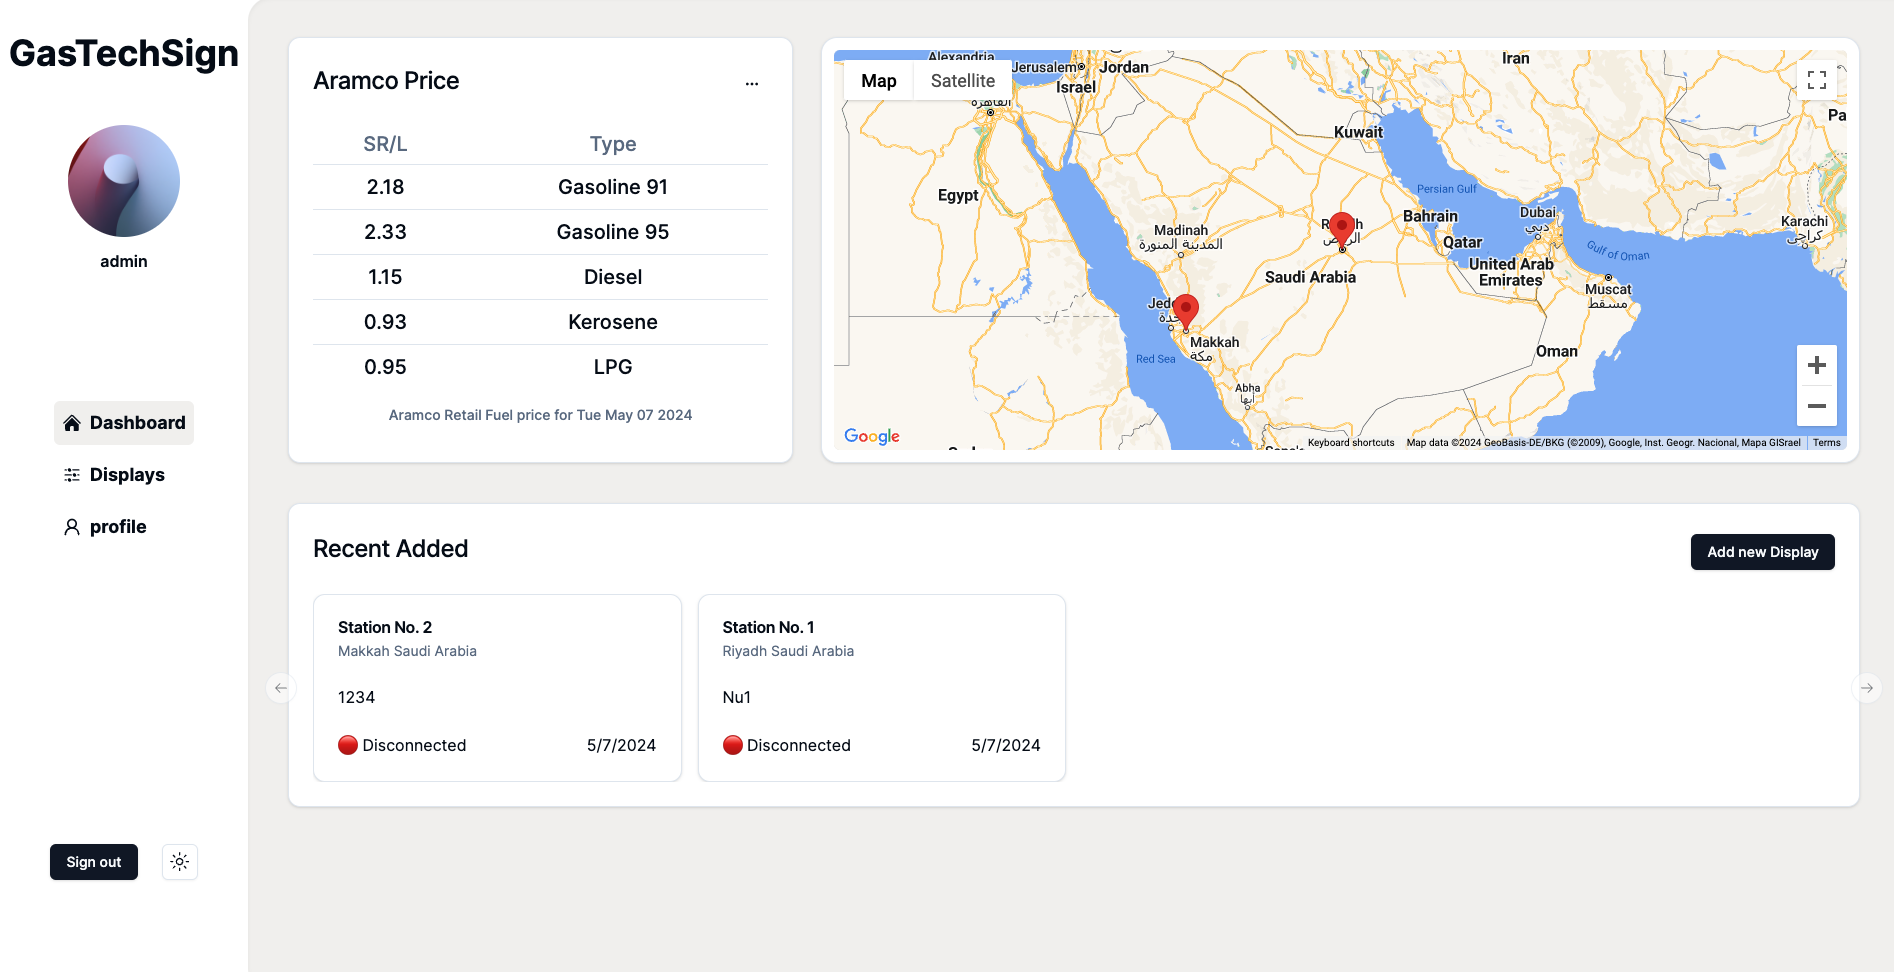 GasTechSign
admin
Dashboard
Displays
profile
Sign out
Aramco Price
...
SR/L Type
2.18 Gasoline 91
2.33 Gasoline 95
1.15 Diesel
0.93 Kerosene
0.95 LPG
Aramco Retail Fuel price for Tue May 07 2024
Map Satellite
Alexandria
Jerusalem
Jordan
Israel
القاهرة
Iran
Kuwait
Egypt
Persian Gulf
Madinah
المدينة المنورة
Bahrain
Qatar
Dubai
دبي
Karachi
كراچی
Saudi Arabia
United Arab
Emirates
Gulf of Oman
Muscat
مسقط
جدة
Makkah
مكة
Red Sea
Oman
Abha
أبها
Google
Keyboard shortcuts Map data ©2024 GeoBasis-DE/BKG (©2009), Google, Inst. Geogr. Nacional, Mapa GISrael Terms
Recent Added
Add new Display
Station No. 2
Makkah Saudi Arabia
1234
Disconnected 5/7/2024
Station No. 1
Riyadh Saudi Arabia
Nu1
Disconnected 5/7/2024